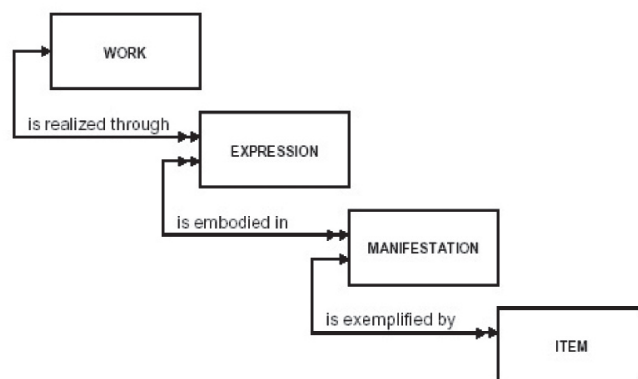 WORK
is realized through
EXPRESSION
is embodied in
MANIFESTATION
is exemplified by
ITEM